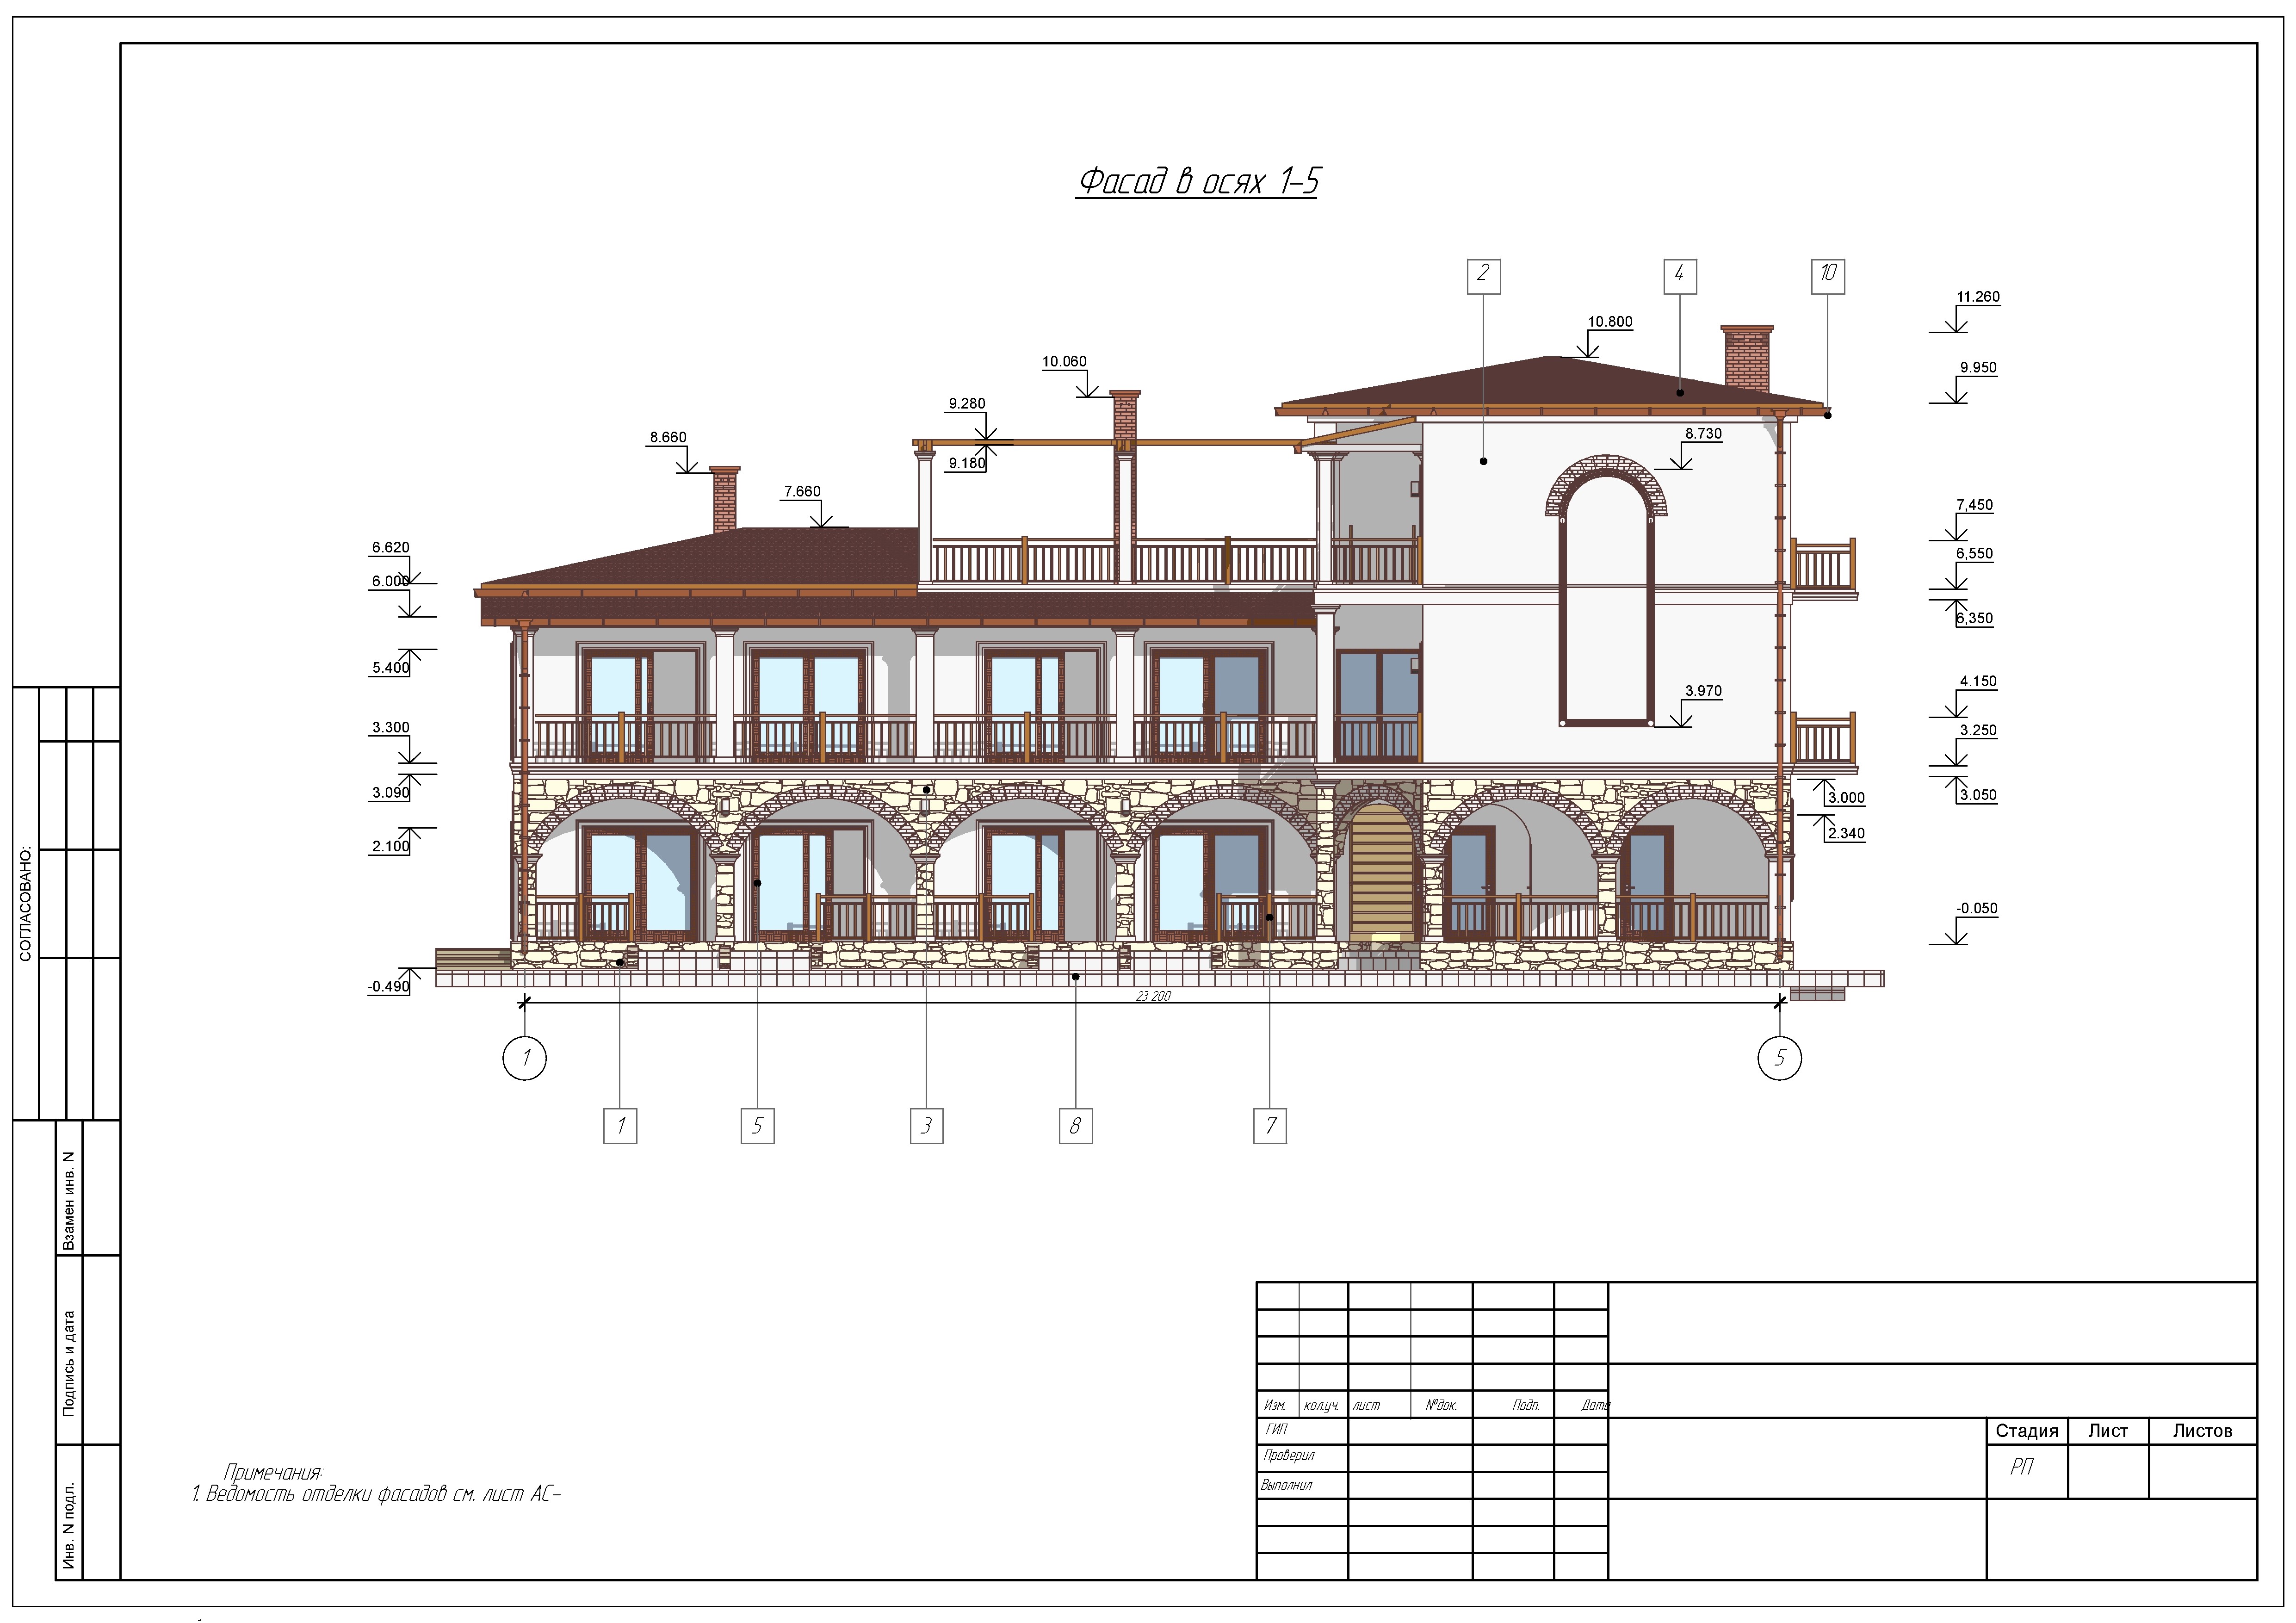 Фасад в осях 1-5
2
4
10
11.260
10.800
10.060
9.950
9.280
8.660
8.730
9.180
7.660
7,450
6.620
6,550
6.000
6,350
5.400
4.150
3.970
3.300
3.250
3.090
3.000
3.050
2.100
2.340
-0.050
-0.490
23 200
1
5
1
5
3
8
7
СОГЛАСОВАНО:
Взамен инв. N
Подпись и дата
Инв. N подл.
Примечания:
1. Ведомость отделки фасадов см. лист АС-
Изм. кол.уч. лист №док. Подп. Дата
ГИП
Проверил
Выполнил
Стадия Лист Листов
РП